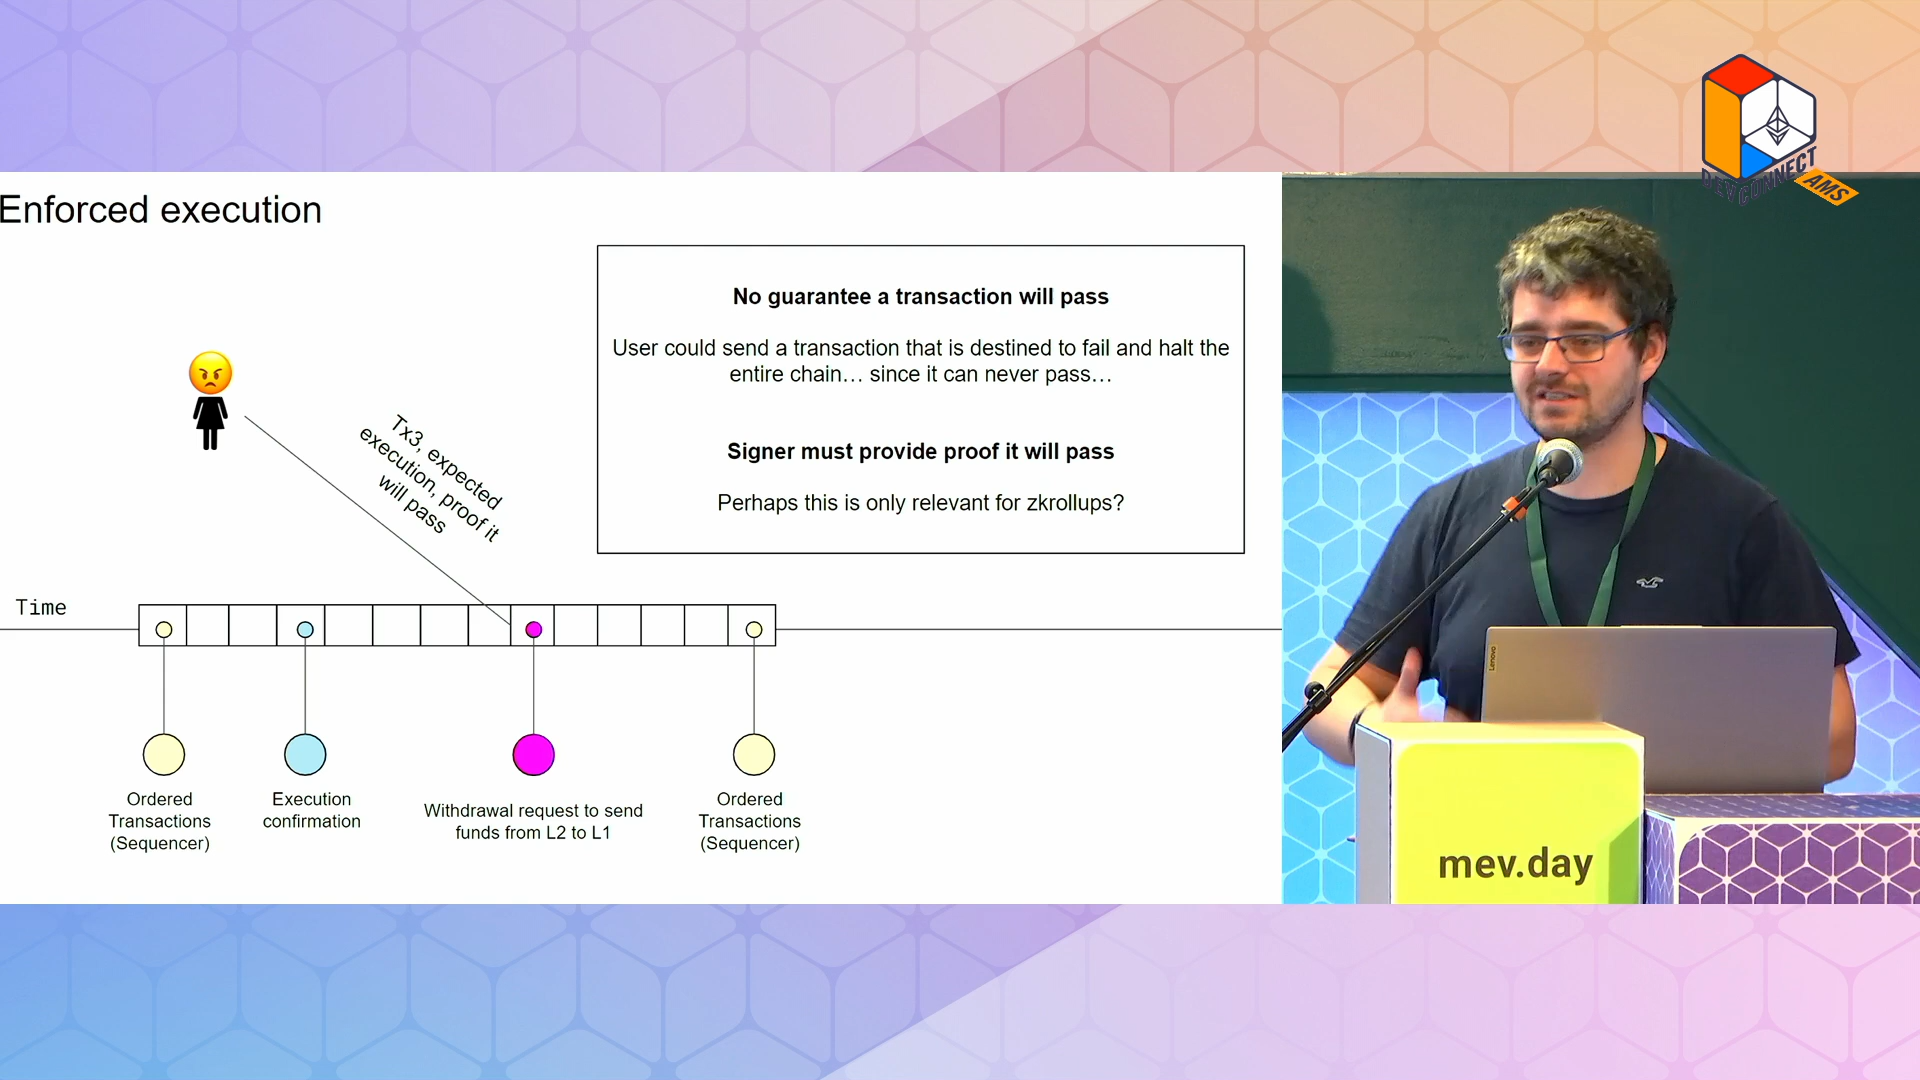 DEVCONNECT
AMS
Enforced execution
No guarantee a transaction will pass
User could send a transaction that is destined to fail and halt the
entire chain… since it can never pass…
Signer must provide proof it will pass
Perhaps this is only relevant for zkrollups?
Tx3, expected
execution, proof it
will pass
Time
Ordered
Transactions
(Sequencer)
Execution
confirmation
Withdrawal request to send
funds from L2 to L1
Ordered
Transactions
(Sequencer)
Lenovo
mev.day